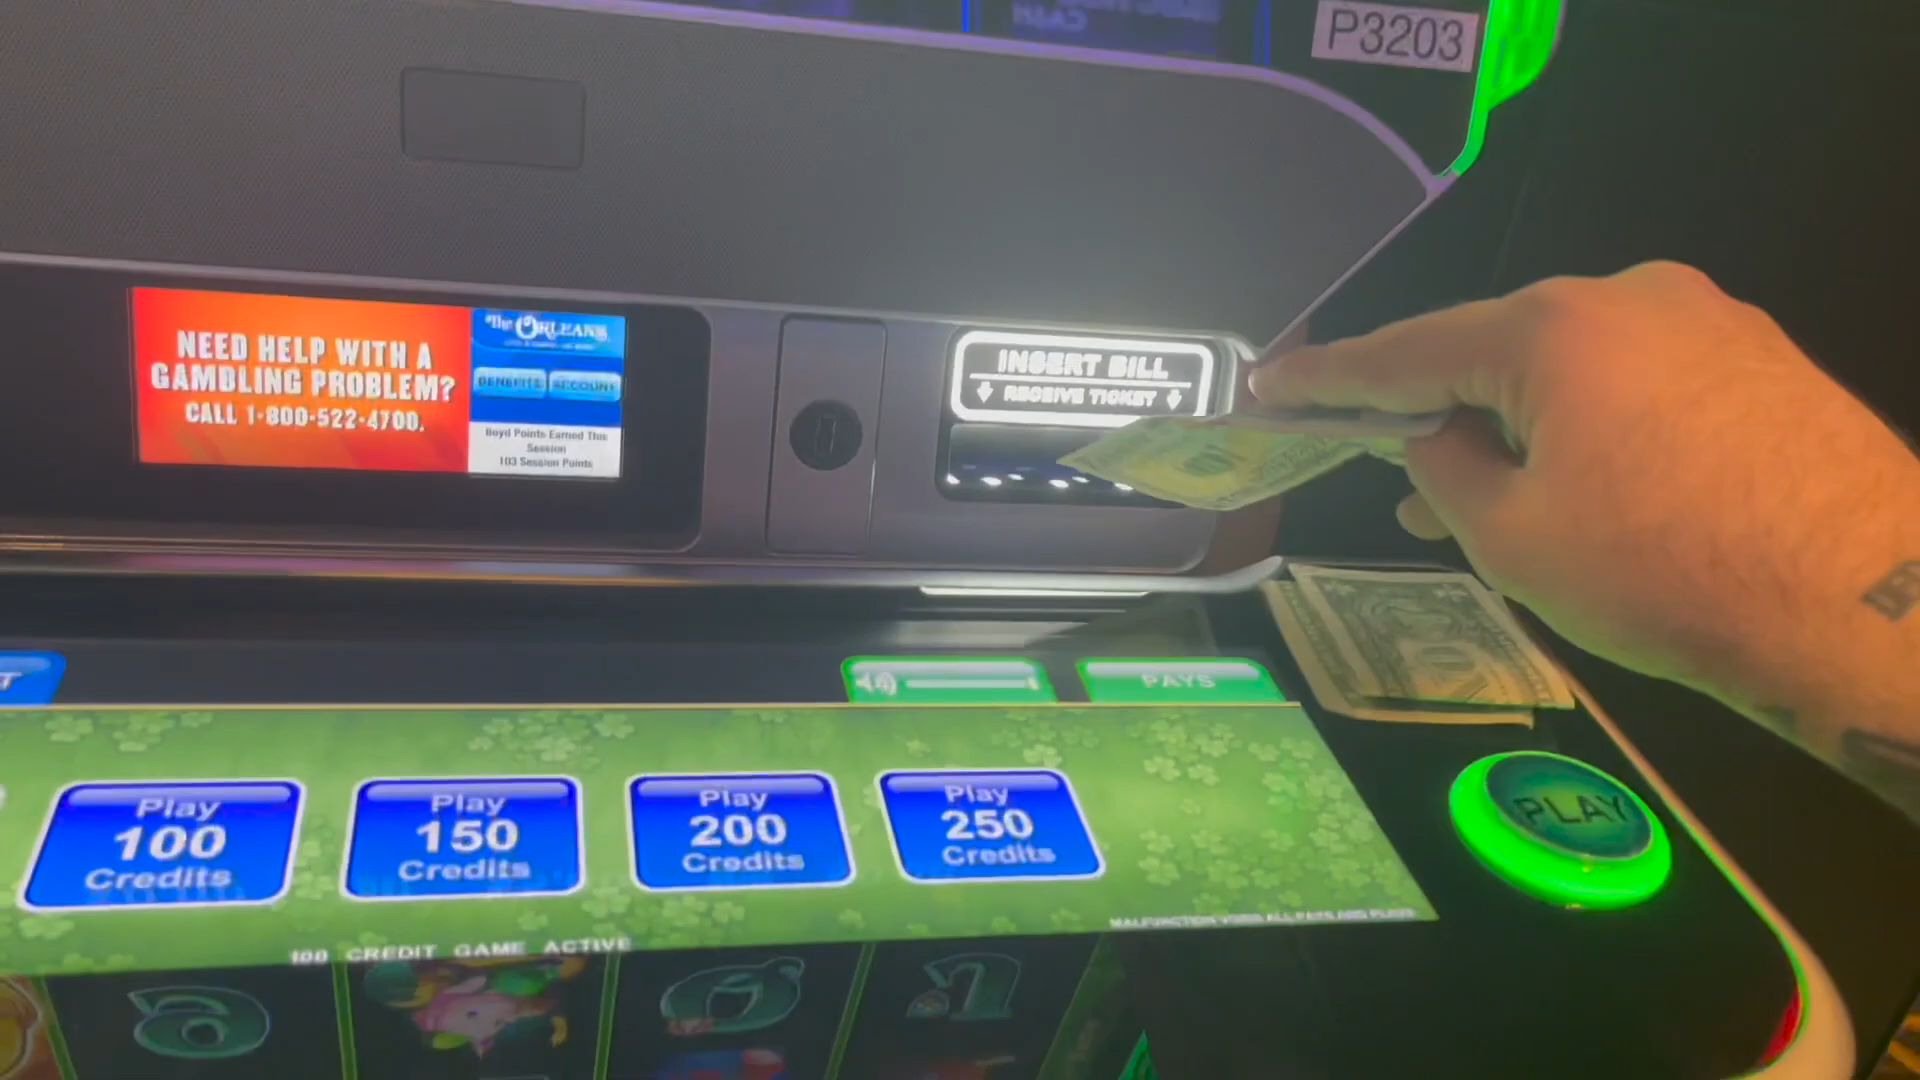 P3203
NEED HELP WITH A
GAMBLING PROBLEM?
CALL 1-800-522-4700.
The ORLEANS
BENEFITS ACCOUNT
Boyd Points Earned This
Session
103 Session Points
INSERT BILL
RECEIVE TICKET
PAYS
Play
100
Credits
Play
150
Credits
Play
200
Credits
Play
250
Credits
PLAY
MALFUNCTION VOIDS ALL PAYS AND PLAYS
100 CREDIT GAME ACTIVE